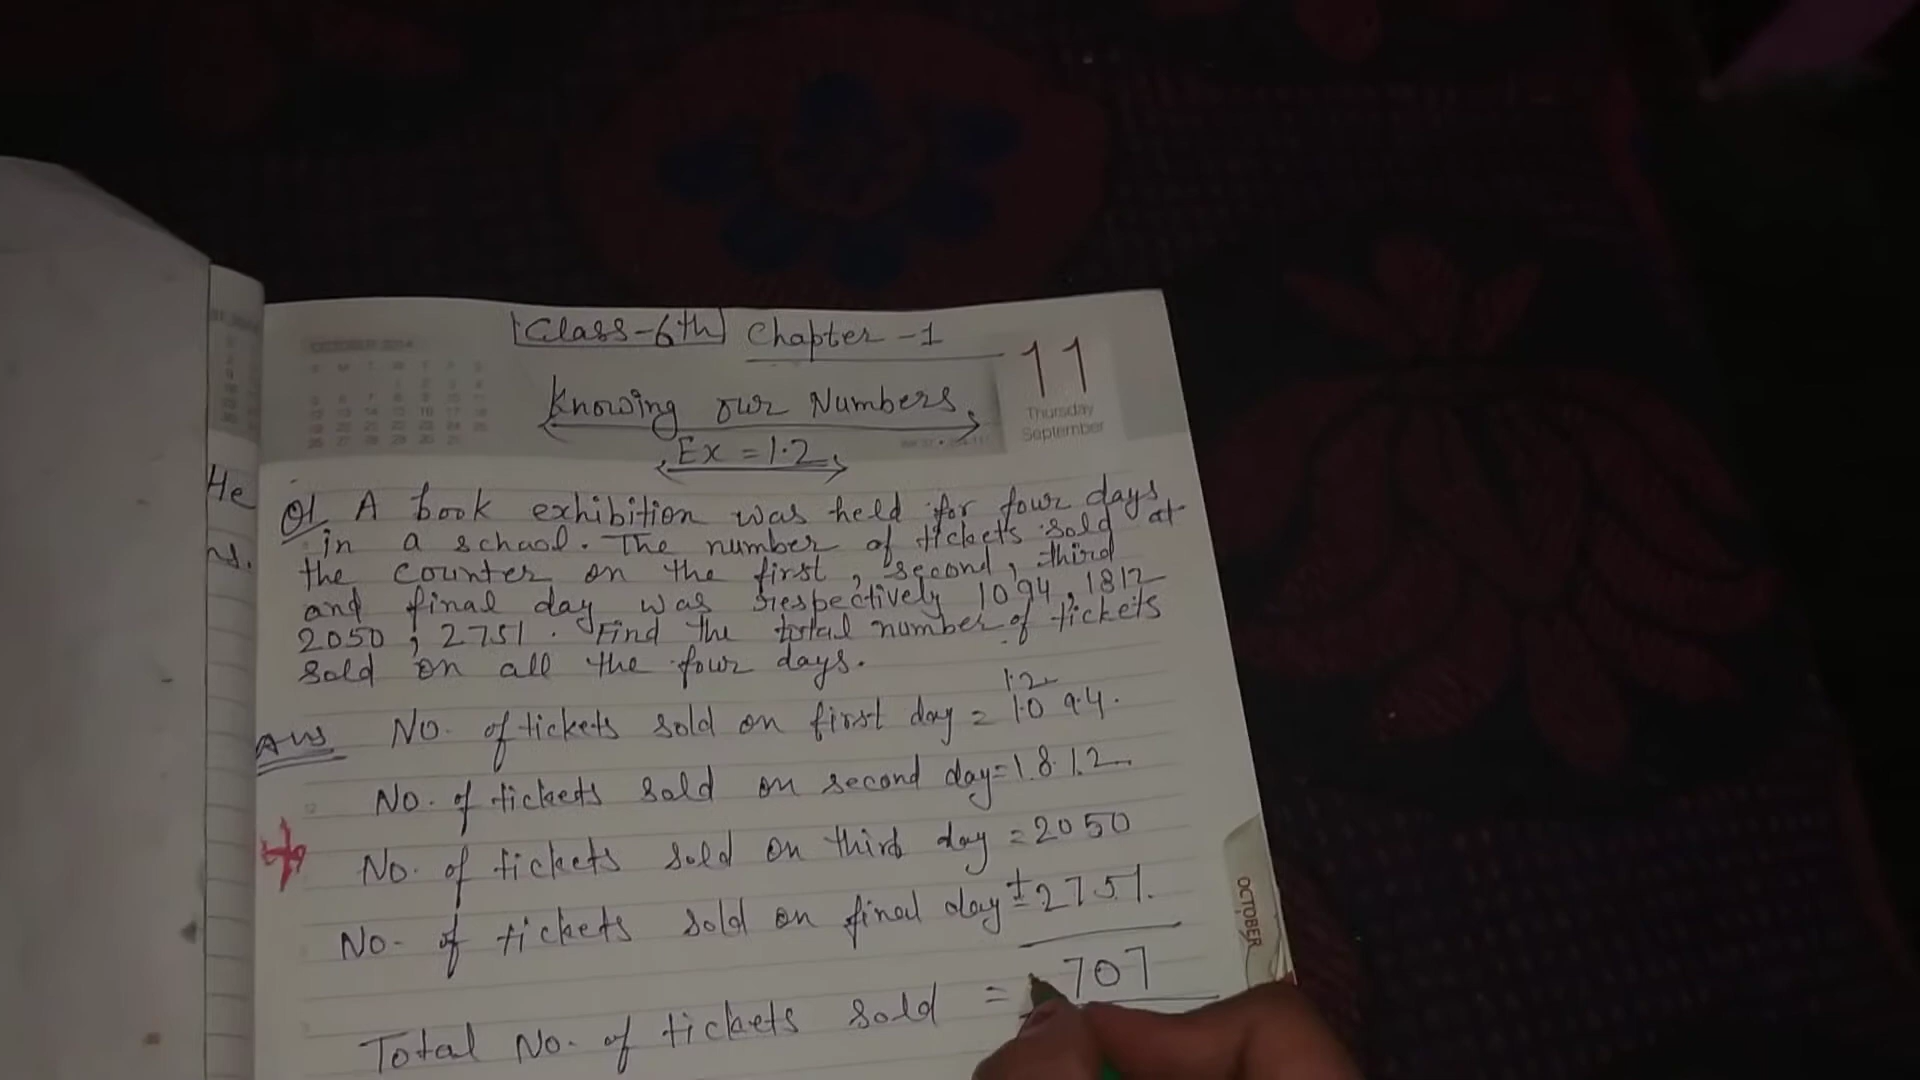 Class-6th Chapter -1
11
Knowing our Numbers
Thursday
September
Ex = 1.2
He
ns.
Q1. A book exhibition was held for four days
in a school. The number of tickets sold at
the counter on the first, second, third
and final day was respectively 1094, 1812
2050, 2751. Find the total number of tickets
sold on all the four days.
1 2
Ans No. of tickets sold on first day = 1094.
No. of tickets sold on second day = 1812
No. of tickets sold on third day = 2050
No. of tickets sold on final day = + 2751.
OCTOBER
Total No. of tickets sold = 707